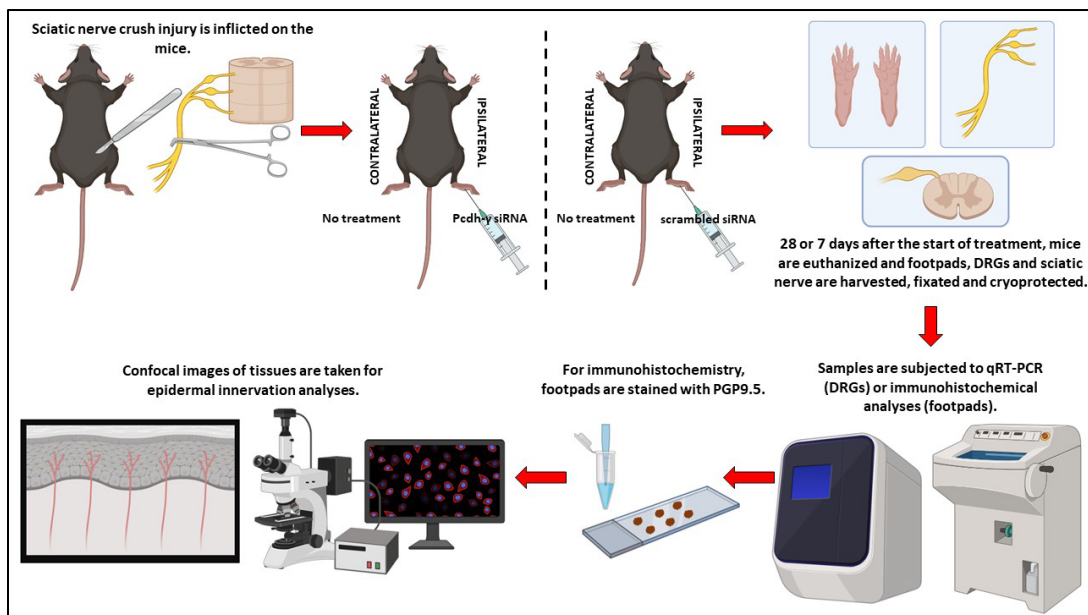 Sciatic nerve crush injury is inflicted on the
mice.
CONTRALATERAL
IPSILATERAL
No treatment
Pcdh-γ siRNA
CONTRALATERAL
IPSILATERAL
No treatment
scrambled siRNA
28 or 7 days after the start of treatment, mice
are euthanized and footpads, DRGs and sciatic
nerve are harvested, fixated and cryoprotected.
Samples are subjected to qRT-PCR
(DRGs) or immunohistochemical
analyses (footpads).
For immunohistochemistry,
footpads are stained with PGP9.5.
Confocal images of tissues are taken for
epidermal innervation analyses.